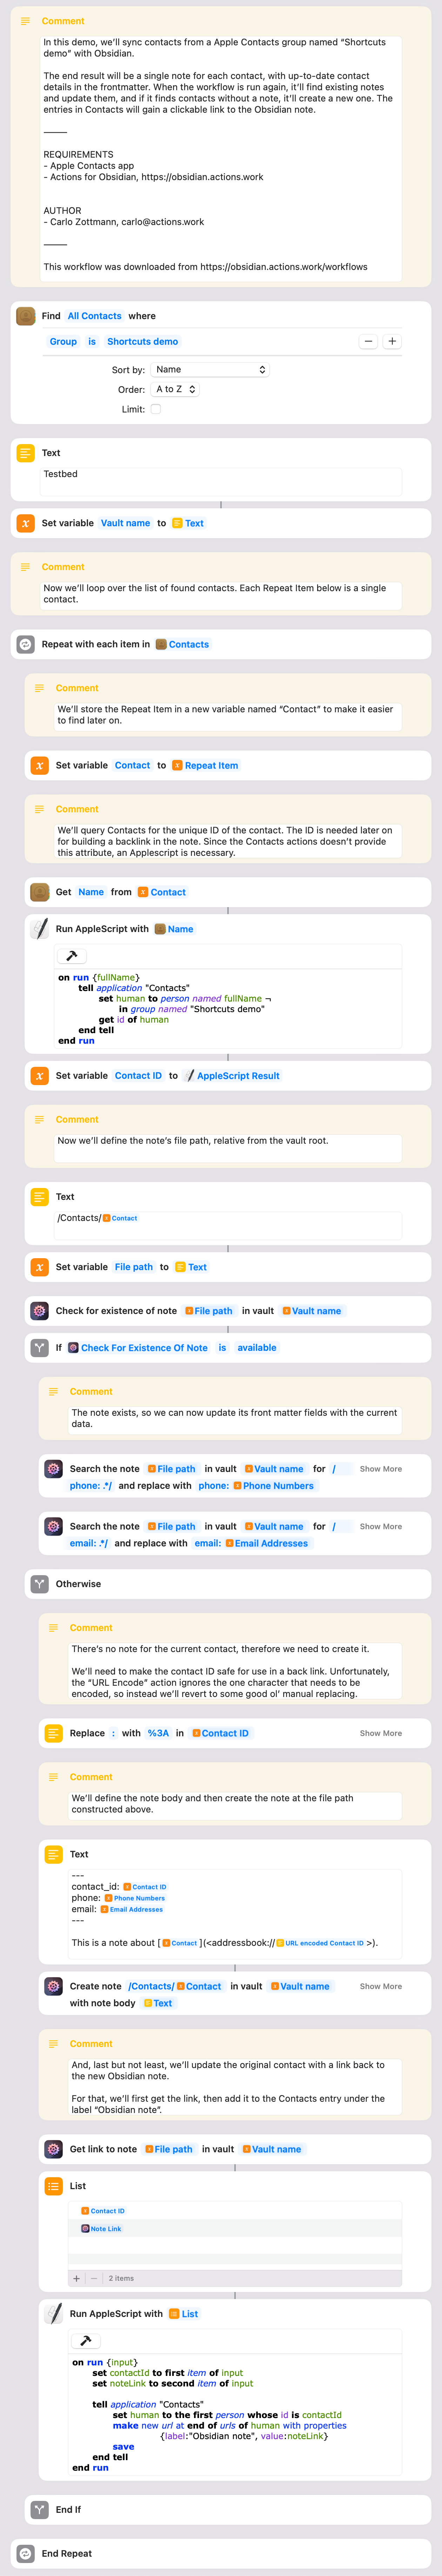 Comment
In this demo, we'll sync contacts from a Apple Contacts group named “Shortcuts
demo” with Obsidian.
The end result will be a single note for each contact, with up-to-date contact
details in the frontmatter. When the workflow is run again, it'll find existing notes
and update them, and if it finds contacts without a note, it'll create a new one. The
entries in Contacts will gain a clickable link to the Obsidian note.
———
REQUIREMENTS
- Apple Contacts app
- Actions for Obsidian, https://obsidian.actions.work
AUTHOR
- Carlo Zottmann, carlo@actions.work
———
This workflow was downloaded from https://obsidian.actions.work/workflows
Find All Contacts where
Group is Shortcuts demo
Sort by: Name
Order: A to Z
Limit:
Text
Testbed
Set variable Vault name to Text
Comment
Now we'll loop over the list of found contacts. Each Repeat Item below is a single
contact.
Repeat with each item in Contacts
Comment
We'll store the Repeat Item in a new variable named “Contact” to make it easier
to find later on.
Set variable Contact to Repeat Item
Comment
We'll query Contacts for the unique ID of the contact. The ID is needed later on
for building a backlink in the note. Since the Contacts actions doesn't provide
this attribute, an Applescript is necessary.
Get Name from Contact
Run AppleScript with Name
on run {fullName}
tell application "Contacts"
set human to person named fullName ¬
in group named "Shortcuts demo"
get id of human
end tell
end run
Set variable Contact ID to AppleScript Result
Comment
Now we'll define the note's file path, relative from the vault root.
Text
/Contacts/ Contact
Set variable File path to Text
Check for existence of note File path in vault Vault name
If Check For Existence Of Note is available
Comment
The note exists, so we can now update its front matter fields with the current
data.
Search the note File path in vault Vault name for / Show More
phone: .*/ and replace with phone: Phone Numbers
Search the note File path in vault Vault name for / Show More
email: .*/ and replace with email: Email Addresses
Otherwise
Comment
There's no note for the current contact, therefore we need to create it.
We'll need to make the contact ID safe for use in a back link. Unfortunately,
the “URL Encode” action ignores the one character that needs to be
encoded, so instead we'll revert to some good ol' manual replacing.
Replace : with %3A in Contact ID Show More
Comment
We'll define the note body and then create the note at the file path
constructed above.
Text
---
contact_id: Contact ID
phone: Phone Numbers
email: Email Addresses
---
This is a note about [ Contact ](<addressbook:// URL encoded Contact ID >).
Create note /Contacts/ Contact in vault Vault name Show More
with note body Text
Comment
And, last but not least, we'll update the original contact with a link back to
the new Obsidian note.
For that, we'll first get the link, then add it to the Contacts entry under the
label “Obsidian note”.
Get link to note File path in vault Vault name
List
Contact ID
Note Link
+ − 2 items
Run AppleScript with List
on run {input}
set contactId to first item of input
set noteLink to second item of input
tell application "Contacts"
set human to the first person whose id is contactId
make new url at end of urls of human with properties
{label:"Obsidian note", value:noteLink}
save
end tell
end run
End If
End Repeat